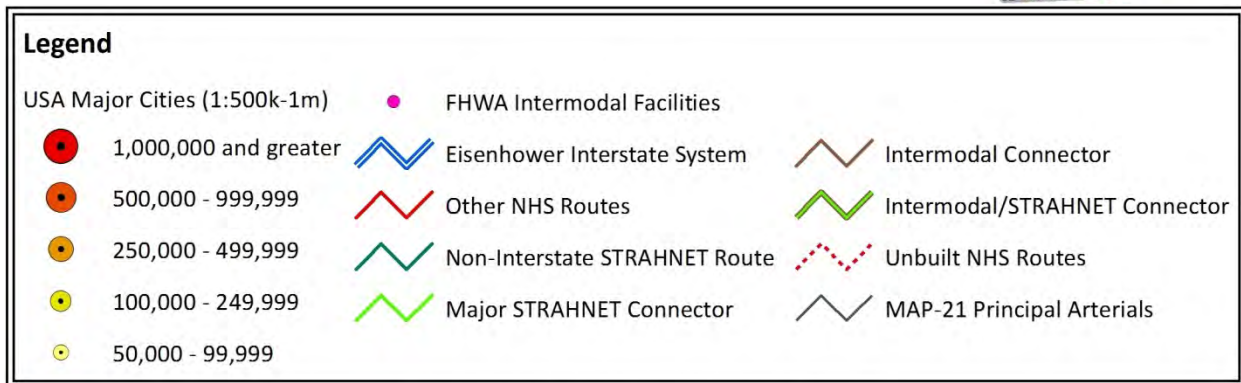 Legend
USA Major Cities (1:500k-1m)
1,000,000 and greater
500,000 - 999,999
250,000 - 499,999
100,000 - 249,999
50,000 - 99,999
FHWA Intermodal Facilities
Eisenhower Interstate System
Other NHS Routes
Non-Interstate STRAHNET Route
Major STRAHNET Connector
Intermodal Connector
Intermodal/STRAHNET Connector
Unbuilt NHS Routes
MAP-21 Principal Arterials